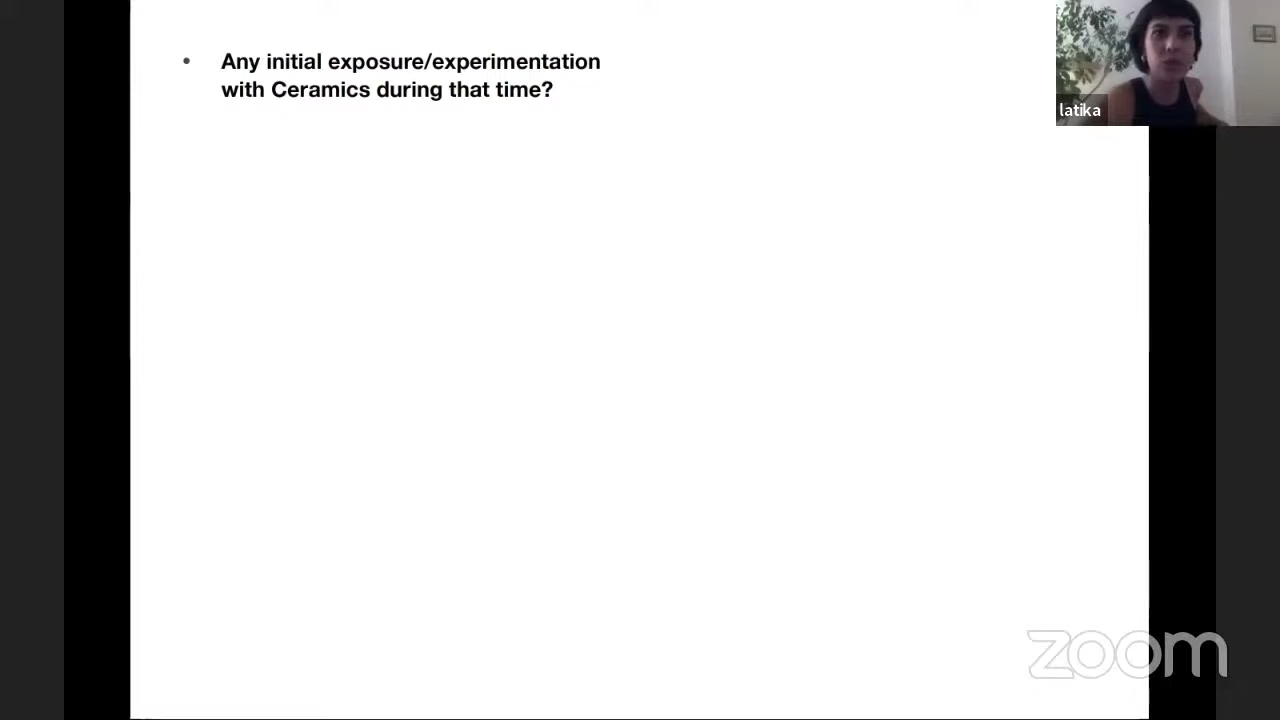 • Any initial exposure/experimentation
with Ceramics during that time?
latika
zoom